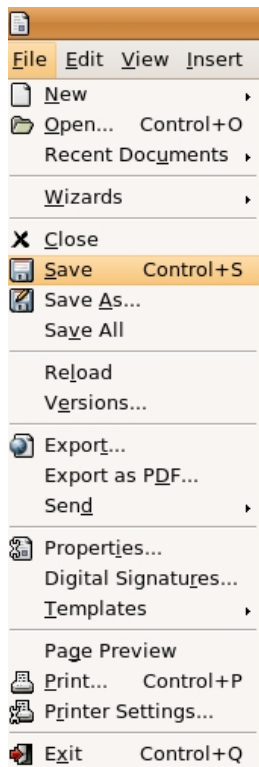 File Edit View Insert
New
Open... Control+O
Recent Documents
Wizards
Close
Save Control+S
Save As...
Save All
Reload
Versions...
Export...
Export as PDF...
Send
Properties...
Digital Signatures...
Templates
Page Preview
Print... Control+P
Printer Settings...
Exit Control+Q